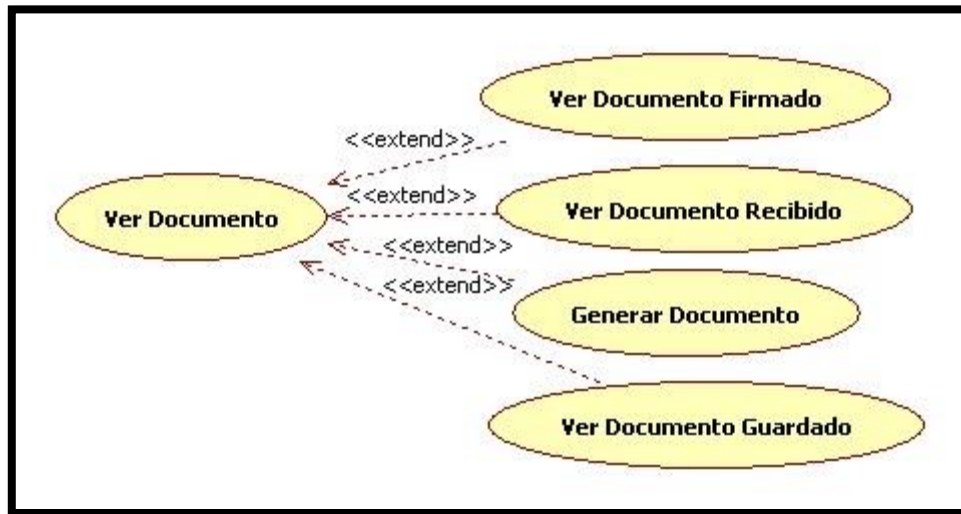 Ver Documento Firmado
<<extend>>
<<extend>>
Ver Documento
Ver Documento Recibido
<<extend>>
<<extend>>
Generar Documento
Ver Documento Guardado